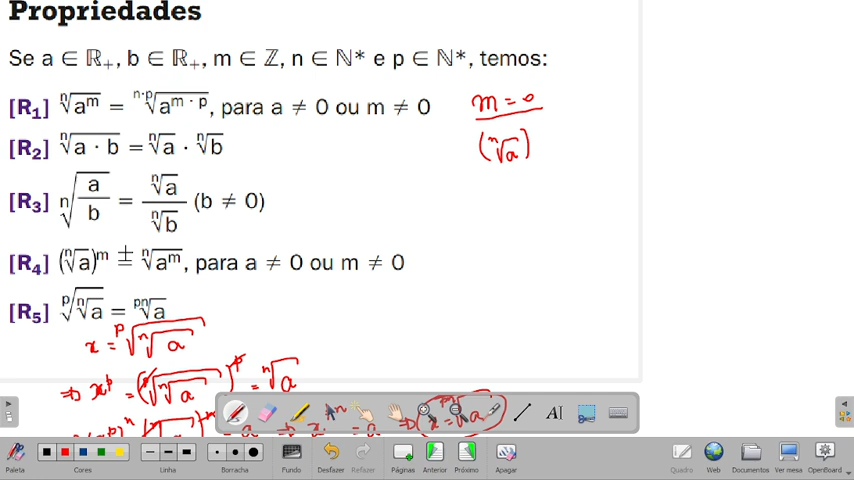 Propriedades
Se a ∈ ℝ₊, b ∈ ℝ₊, m ∈ ℤ, n ∈ ℕ* e p ∈ ℕ*, temos:
[R₁] ⁿ√(aᵐ) = ⁿ·ᵖ√(aᵐ·ᵖ), para a ≠ 0 ou m ≠ 0
m = 0
[R₂] ⁿ√(a · b) = ⁿ√a · ⁿ√b
(ⁿ√a)
[R₃] ⁿ√(a/b) = ⁿ√a / ⁿ√b (b ≠ 0)
[R₄] (ⁿ√a)ᵐ = ⁿ√(aᵐ), para a ≠ 0 ou m ≠ 0
[R₅] ᵖ√(ⁿ√a) = ᵖⁿ√a
x = ᵖ√(ⁿ√a)
⇒ xᵖ = (ᵖ√(ⁿ√a))ᵖ = ⁿ√a
x = ᵖⁿ√a
Paleta Cores Linha Borracha Fundo Desfazer Refazer Páginas Anterior Próximo Apagar Quadro Web Documentos Ver mesa OpenBoard